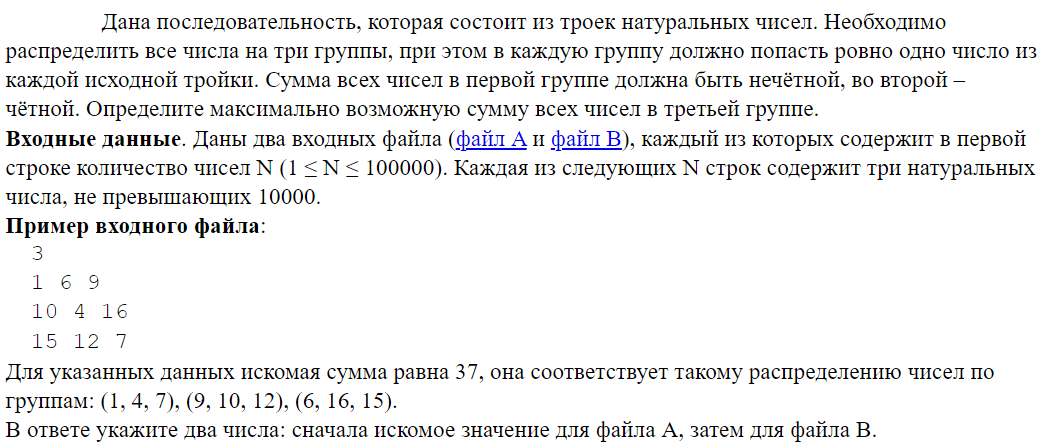 Дана последовательность, которая состоит из троек натуральных чисел. Необходимо
распределить все числа на три группы, при этом в каждую группу должно попасть ровно одно число из
каждой исходной тройки. Сумма всех чисел в первой группе должна быть нечётной, во второй –
чётной. Определите максимально возможную сумму всех чисел в третьей группе.
Входные данные. Даны два входных файла (файл A и файл B), каждый из которых содержит в первой
строке количество чисел N (1 ≤ N ≤ 100000). Каждая из следующих N строк содержит три натуральных
числа, не превышающих 10000.
Пример входного файла:
3
1 6 9
10 4 16
15 12 7
Для указанных данных искомая сумма равна 37, она соответствует такому распределению чисел по
группам: (1, 4, 7), (9, 10, 12), (6, 16, 15).
В ответе укажите два числа: сначала искомое значение для файла А, затем для файла B.